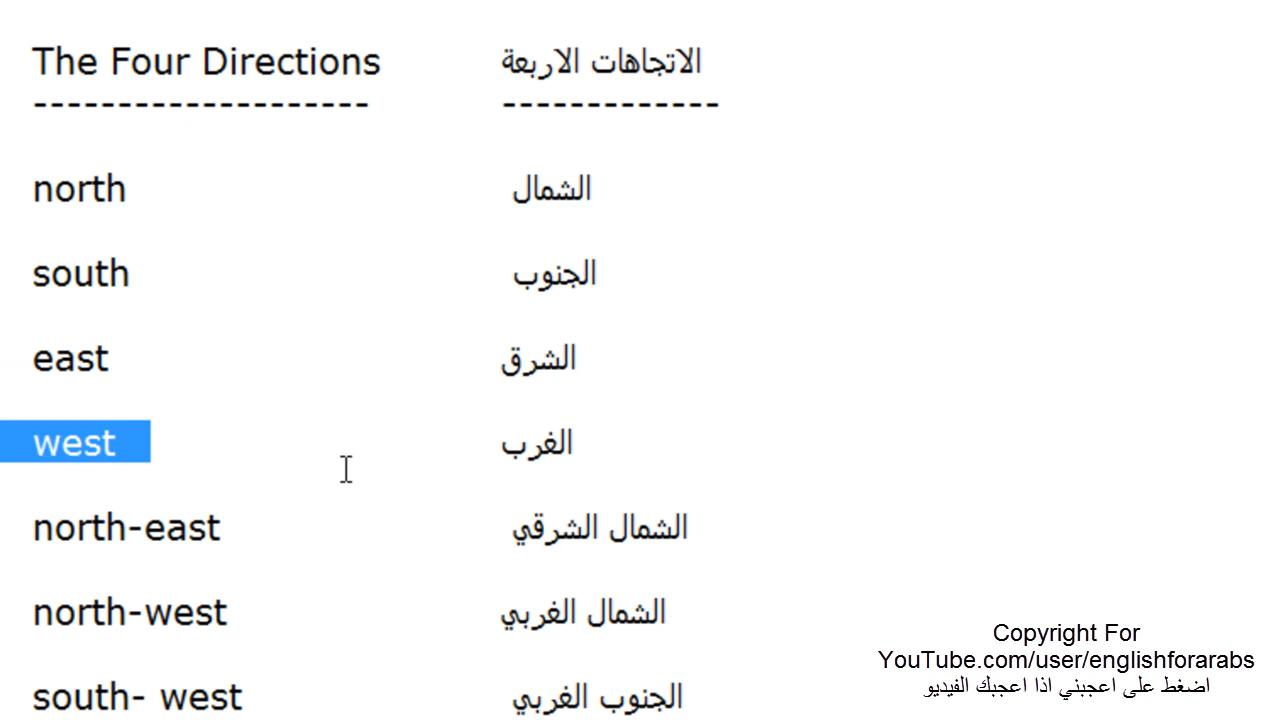 The Four Directions الاتجاهات الاربعة
-------------------- -------------
north الشمال
south الجنوب
east الشرق
west الغرب
north-east الشمال الشرقي
north-west الشمال الغربي
south- west الجنوب الغربي
Copyright For
YouTube.com/user/englishforarabs
اضغط على اعجبني اذا اعجبك الفيديو